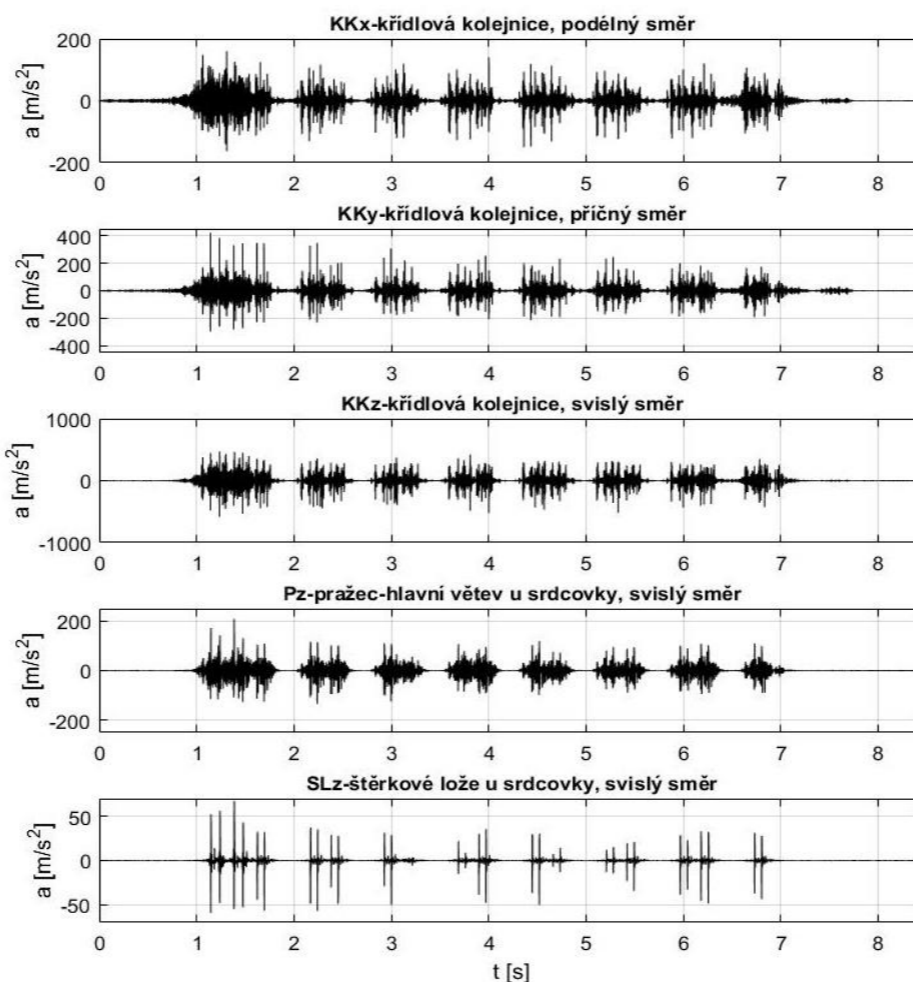 KKx-křídlová kolejnice, podélný směr
200
0
-200
a [m/s²]
0 1 2 3 4 5 6 7 8
KKy-křídlová kolejnice, příčný směr
400
200
0
-200
-400
a [m/s²]
0 1 2 3 4 5 6 7 8
KKz-křídlová kolejnice, svislý směr
1000
0
-1000
a [m/s²]
0 1 2 3 4 5 6 7 8
Pz-pražec-hlavní větev u srdcovky, svislý směr
200
0
-200
a [m/s²]
0 1 2 3 4 5 6 7 8
SLz-štěrkové lože u srdcovky, svislý směr
50
0
-50
a [m/s²]
0 1 2 3 4 5 6 7 8
t [s]